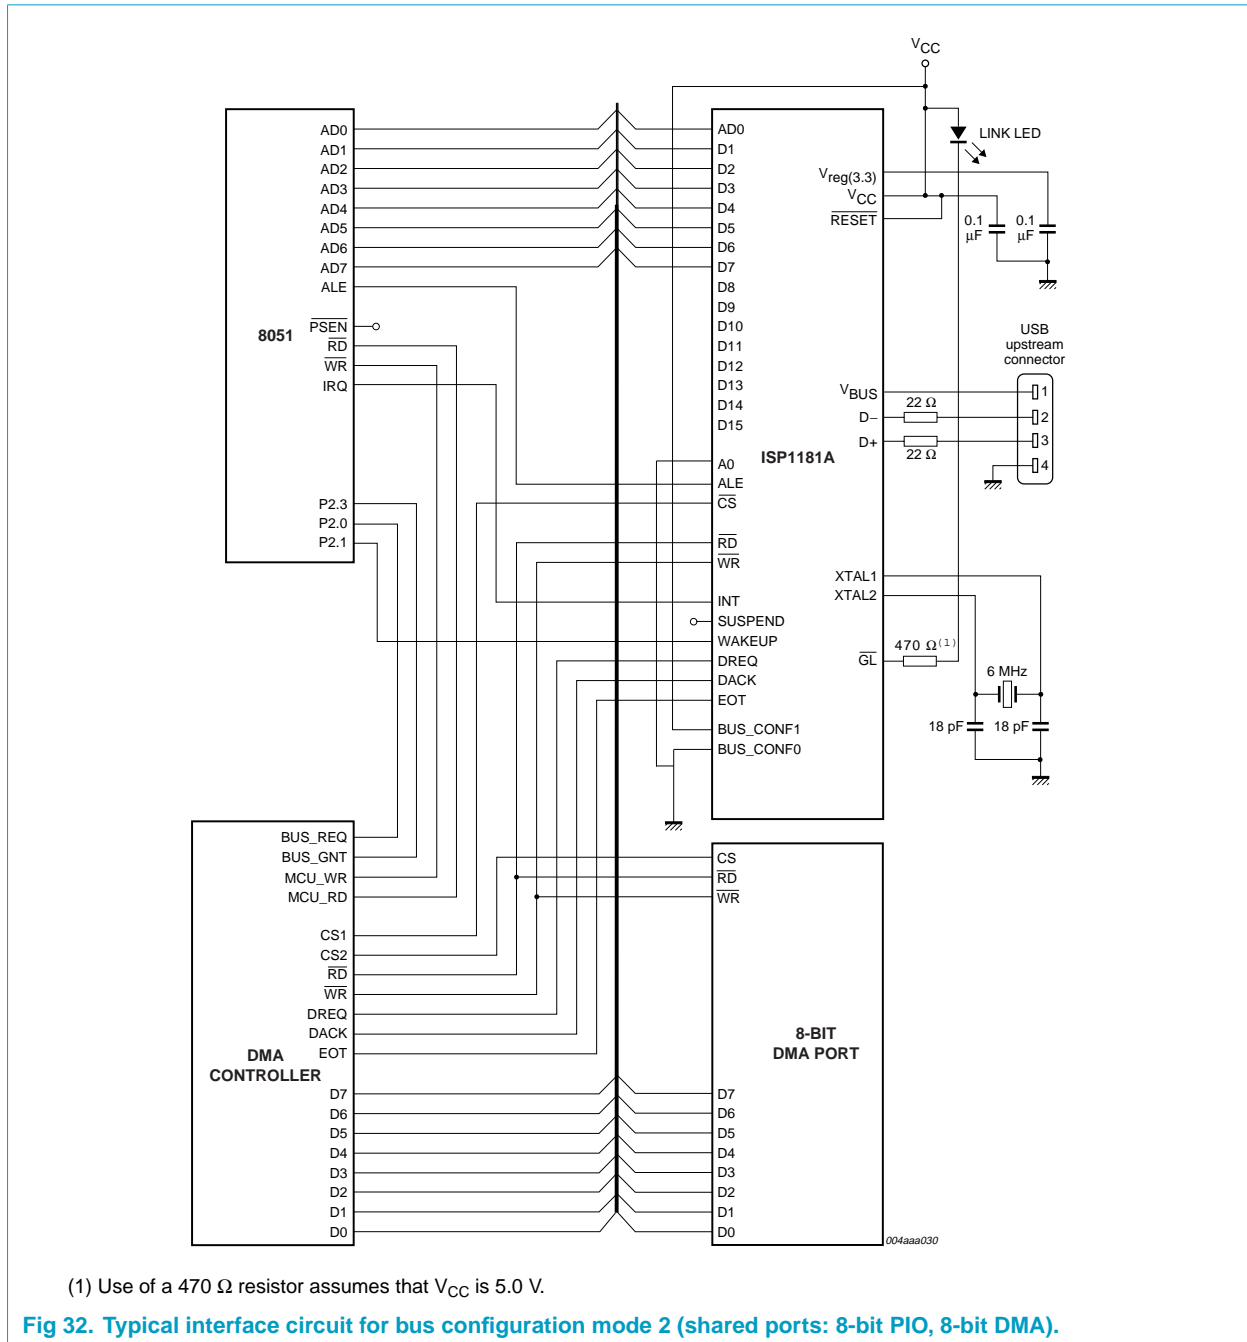 VCC
AD0
AD1
AD2
AD3
AD4
AD5
AD6
AD7
ALE
PSEN
8051
RD
WR
IRQ
P2.3
P2.0
P2.1
AD0
D1
D2
D3
D4
D5
D6
D7
D8
D9
D10
D11
D12
D13
D14
D15
A0
ALE
CS
RD
WR
INT
SUSPEND
WAKEUP
DREQ
DACK
EOT
BUS_CONF1
BUS_CONF0
ISP1181A
LINK LED
Vreg(3.3)
VCC
RESET
0.1
µF
0.1
µF
USB
upstream
connector
VBUS
D−
D+
22 Ω
22 Ω
1
2
3
4
XTAL1
XTAL2
GL
470 Ω(1)
6 MHz
18 pF
18 pF
BUS_REQ
BUS_GNT
MCU_WR
MCU_RD
CS1
CS2
RD
WR
DREQ
DACK
EOT
DMA
CONTROLLER
D7
D6
D5
D4
D3
D2
D1
D0
CS
RD
WR
8-BIT
DMA PORT
D7
D6
D5
D4
D3
D2
D1
D0
004aaa030
(1) Use of a 470 Ω resistor assumes that VCC is 5.0 V.
Fig 32. Typical interface circuit for bus configuration mode 2 (shared ports: 8-bit PIO, 8-bit DMA).